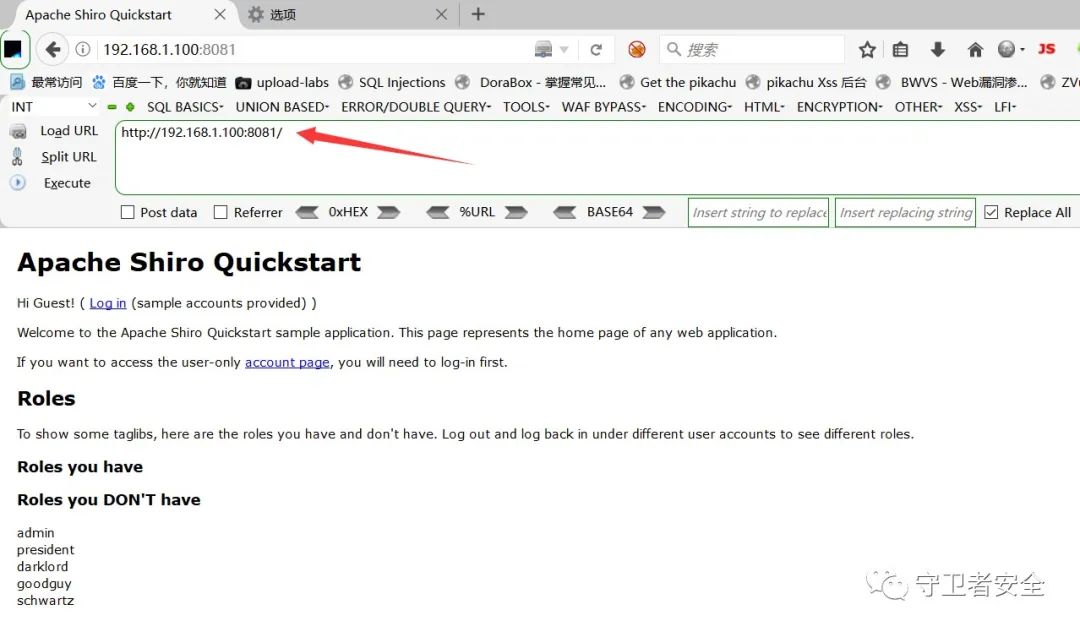 Apache Shiro Quickstart
选项
192.168.1.100:8081
搜索
JS
最常访问 百度一下，你就知道 upload-labs SQL Injections DoraBox - 掌握常见... Get the pikachu pikachu Xss 后台 BWVS - Web漏洞渗... ZV
INT SQL BASICS UNION BASED ERROR/DOUBLE QUERY TOOLS WAF BYPASS ENCODING HTML ENCRYPTION OTHER XSS LFI
Load URL
http://192.168.1.100:8081/
Split URL
Execute
Post data Referrer 0xHEX %URL BASE64 Insert string to replace Insert replacing string Replace All
Apache Shiro Quickstart
Hi Guest! ( Log in (sample accounts provided) )
Welcome to the Apache Shiro Quickstart sample application. This page represents the home page of any web application.
If you want to access the user-only account page, you will need to log-in first.
Roles
To show some taglibs, here are the roles you have and don't have. Log out and log back in under different user accounts to see different roles.
Roles you have
Roles you DON'T have
admin
president
darklord
goodguy
schwartz
守卫者安全